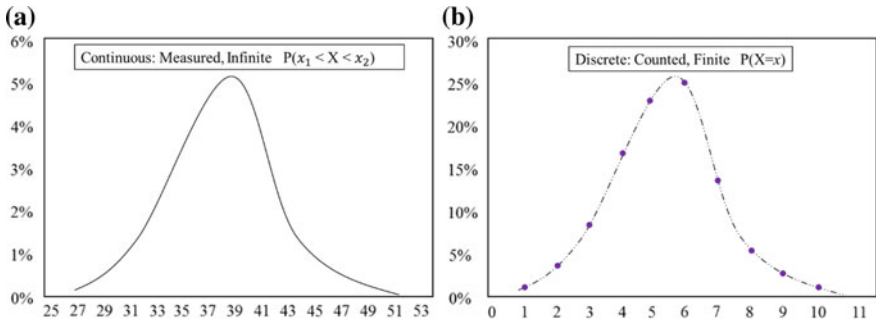 (a)
6%
5%
4%
3%
2%
1%
0%
Continuous: Measured, Infinite P(x₁ < X < x₂)
25 27 29 31 33 35 37 39 41 43 45 47 49 51 53
(b)
30%
25%
20%
15%
10%
5%
0%
Discrete: Counted, Finite P(X=x)
0 1 2 3 4 5 6 7 8 9 10 11